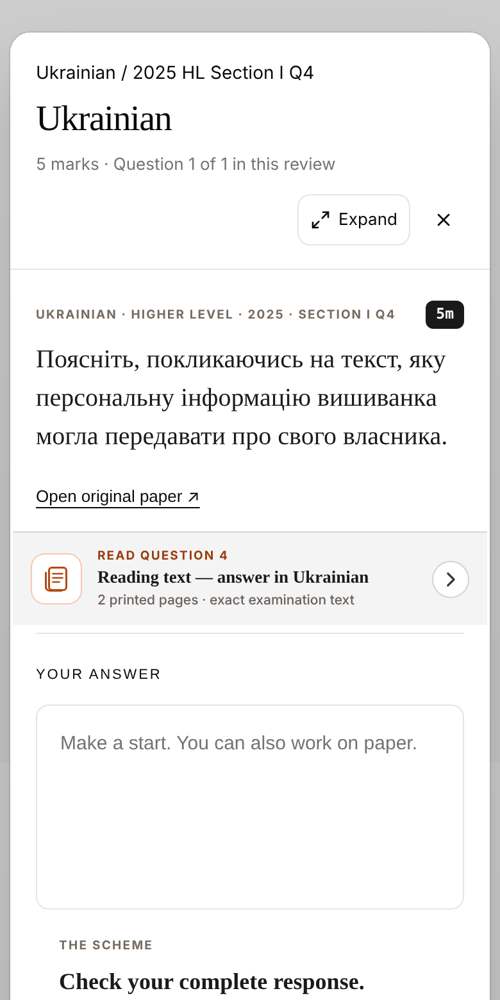 Ukrainian / 2025 HL Section I Q4
Ukrainian
5 marks · Question 1 of 1 in this review
Expand
UKRAINIAN · HIGHER LEVEL · 2025 · SECTION I Q4
5m
Поясніть, покликаючись на текст, яку
персональну інформацію вишиванка
могла передавати про свого власника.
Open original paper ↗
READ QUESTION 4
Reading text — answer in Ukrainian
2 printed pages · exact examination text
YOUR ANSWER
Make a start. You can also work on paper.
THE SCHEME
Check your complete response.